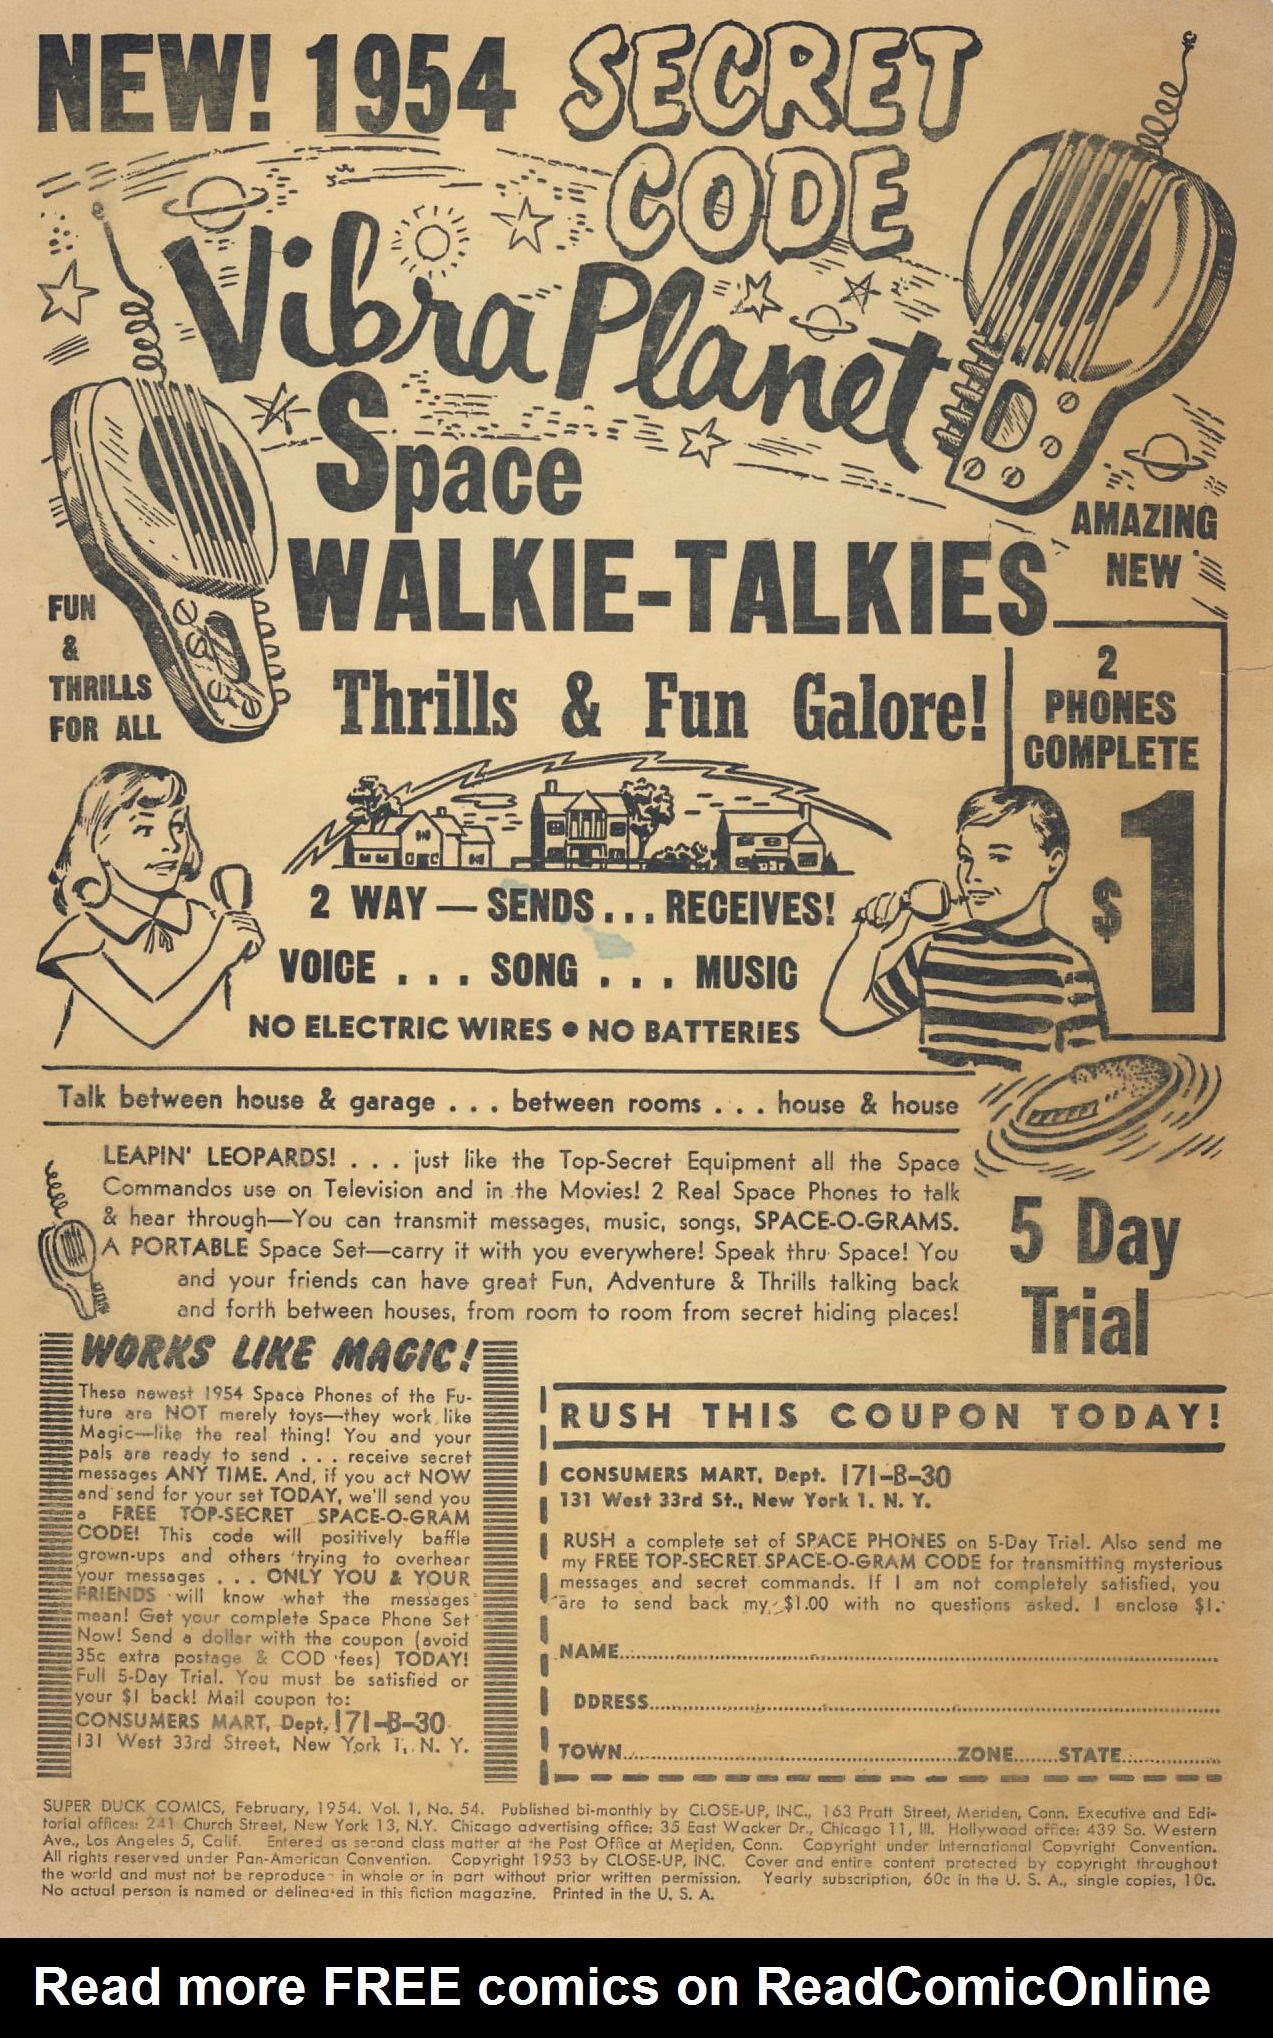 NEW! 1954 SECRET
CODE
Vibra Planet
Space
WALKIE-TALKIES
AMAZING
NEW
FUN
&
THRILLS
FOR ALL
Thrills & Fun Galore!
2
PHONES
COMPLETE
$1
2 WAY — SENDS... RECEIVES!
VOICE . . . SONG . . . MUSIC
NO ELECTRIC WIRES ● NO BATTERIES
Talk between house & garage . . . between rooms . . . house & house
LEAPIN' LEOPARDS! . . . just like the Top-Secret Equipment all the Space
Commandos use on Television and in the Movies! 2 Real Space Phones to talk
& hear through—You can transmit messages, music, songs, SPACE-O-GRAMS.
A PORTABLE Space Set—carry it with you everywhere! Speak thru Space! You
and your friends can have great Fun, Adventure & Thrills talking back
and forth between houses, from room to room from secret hiding places!
5 Day
Trial
WORKS LIKE MAGIC!
These newest 1954 Space Phones of the Fu-
ture are NOT merely toys—they work like
Magic—like the real thing! You and your
pals are ready to send . . . receive secret
messages ANY TIME. And, if you act NOW
and send for your set TODAY, we'll send you
a FREE TOP-SECRET SPACE-O-GRAM
CODE! This code will positively baffle
grown-ups and others trying to overhear
your messages . . . ONLY YOU & YOUR
FRIENDS will know what the messages
mean! Get your complete Space Phone Set
Now! Send a dollar with the coupon (avoid
35c extra postage & COD fees) TODAY!
Full 5-Day Trial. You must be satisfied or
your $1 back! Mail coupon to:
CONSUMERS MART, Dept. 171-B-30
131 West 33rd Street, New York 1, N. Y.
RUSH THIS COUPON TODAY!
CONSUMERS MART, Dept. 171-B-30
131 West 33rd St., New York 1, N. Y.
RUSH a complete set of SPACE PHONES on 5-Day Trial. Also send me
my FREE TOP-SECRET SPACE-O-GRAM CODE for transmitting mysterious
messages and secret commands. If I am not completely satisfied, you
are to send back my $1.00 with no questions asked. I enclose $1.
NAME
DDRESS
TOWN ZONE STATE
SUPER DUCK COMICS, February, 1954. Vol. 1, No. 54. Published bi-monthly by CLOSE-UP, INC., 163 Pratt Street, Meriden, Conn. Executive and Edi-
torial offices: 241 Church Street, New York 13, N.Y. Chicago advertising office: 35 East Wacker Dr., Chicago 11, Ill. Hollywood office: 439 So. Western
Ave., Los Angeles 5, Calif. Entered as second class matter at the Post Office at Meriden, Conn. Copyright under International Copyright Convention.
All rights reserved under Pan-American Convention. Copyright 1953 by CLOSE-UP, INC. Cover and entire content protected by copyright throughout
the world and must not be reproduce in whole or in part without prior written permission. Yearly subscription, 60c in the U. S. A., single copies, 10c.
No actual person is named or delineated in this fiction magazine. Printed in the U. S. A.
Read more FREE comics on ReadComicOnline